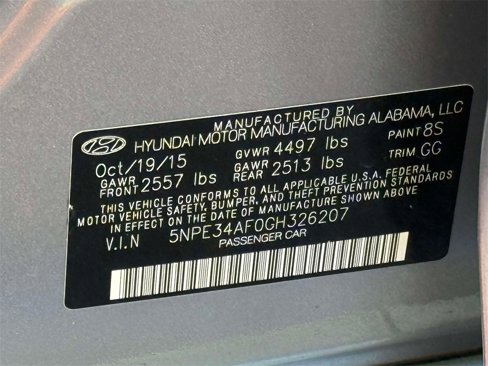 MANUFACTURED BY
HYUNDAI MOTOR MANUFACTURING ALABAMA, LLC
Oct/19/15 GVWR 4497 lbs PAINT 8S
GAWR FRONT 2557 lbs GAWR REAR 2513 lbs TRIM GG
THIS VEHICLE CONFORMS TO ALL APPLICABLE U.S.A. FEDERAL
MOTOR VEHICLE SAFETY, BUMPER, AND THEFT PREVENTION STANDARDS
IN EFFECT ON THE DATE OF MANUFACTURE SHOWN ABOVE
V.I.N 5NPE34AF0GH326207
PASSENGER CAR